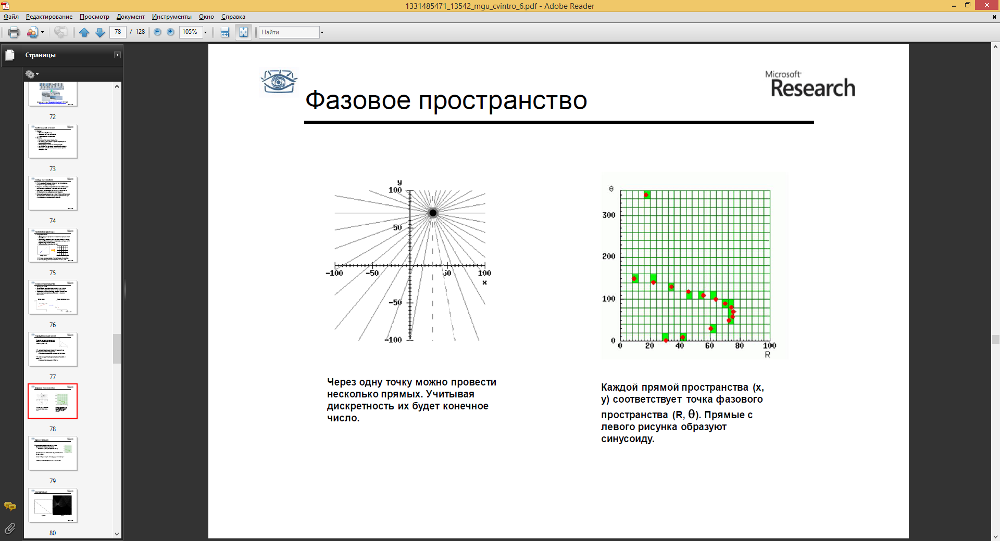 1331485471_13542_mgu_cvintro_6.pdf - Adobe Reader
Файл Редактирование Просмотр Документ Инструменты Окно Справка
78 / 128 105% Найти
Страницы
72
73
74
75
76
77
78
79
80
Microsoft
Research
Фазовое пространство
y
100
50
-100 -50 50 100
x
-50
-100
θ
300
200
100
0
0 20 40 60 80 100
R
Через одну точку можно провести
несколько прямых. Учитывая
дискретность их будет конечное
число.
Каждой прямой пространства (x,
y) соответствует точка фазового
пространства (R, θ). Прямые с
левого рисунка образуют
синусоиду.